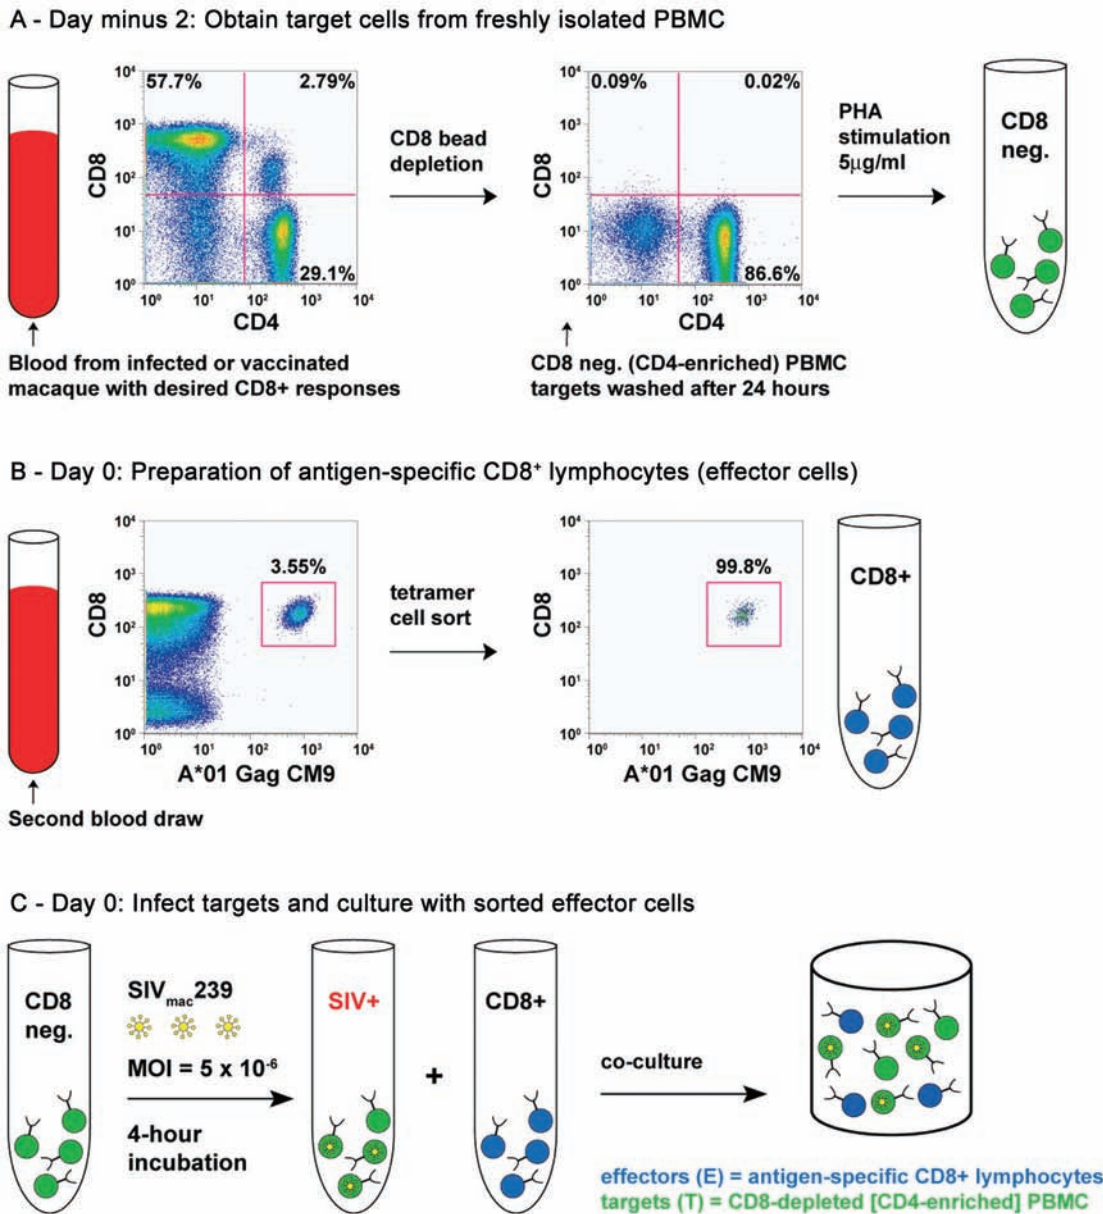 A - Day minus 2: Obtain target cells from freshly isolated PBMC
10⁴
57.7%
2.79%
10³
CD8
10²
10¹
29.1%
10⁰
10⁰ 10¹ 10² 10³ 10⁴
CD4
CD8 bead
depletion
10⁴
0.09%
0.02%
10³
CD8
10²
10¹
86.6%
10⁰
10⁰ 10¹ 10² 10³ 10⁴
CD4
PHA
stimulation
5µg/ml
CD8
neg.
Blood from infected or vaccinated
macaque with desired CD8+ responses
CD8 neg. (CD4-enriched) PBMC
targets washed after 24 hours
B - Day 0: Preparation of antigen-specific CD8⁺ lymphocytes (effector cells)
10⁴
3.55%
10³
CD8
10²
10¹
10⁰
10⁰ 10¹ 10² 10³ 10⁴
A*01 Gag CM9
tetramer
cell sort
10⁴
99.8%
10³
CD8
10²
10¹
10⁰
10⁰ 10¹ 10² 10³ 10⁴
A*01 Gag CM9
CD8+
Second blood draw
C - Day 0: Infect targets and culture with sorted effector cells
CD8
neg.
SIVmac239
MOI = 5 x 10⁻⁶
4-hour
incubation
SIV+
+
CD8+
co-culture
effectors (E) = antigen-specific CD8+ lymphocytes
targets (T) = CD8-depleted [CD4-enriched] PBMC